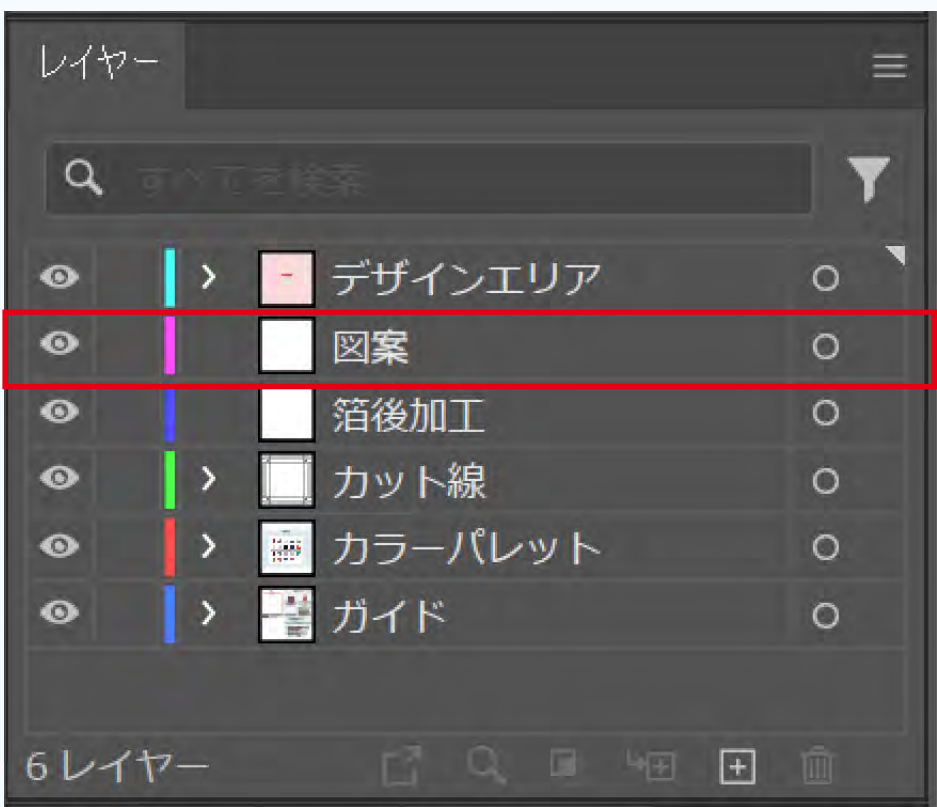 レイヤー
すべてを検索
デザインエリア
図案
箔後加工
カット線
カラーパレット
ガイド
6 レイヤー